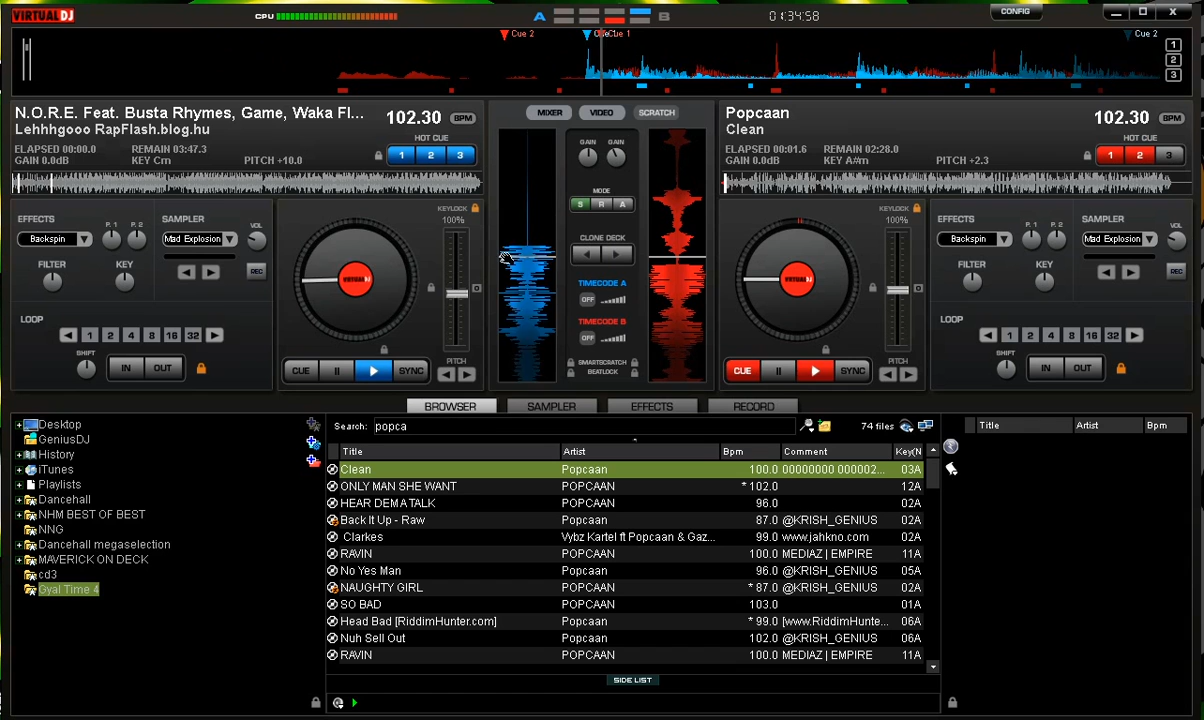 VIRTUAL DJ
CPU
A B
01:34:58
CONFIG
Cue 2
Cue 1
Cue 2
1
2
3
N.O.R.E. Feat. Busta Rhymes, Game, Waka Fl...
Lehhhgooo RapFlash.blog.hu
102.30 BPM
HOT CUE
ELAPSED 00:00.0 REMAIN 03:47.3
GAIN 0.0dB KEY Cm PITCH +10.0
1 2 3
MIXER VIDEO SCRATCH
Popcaan
Clean
102.30 BPM
HOT CUE
ELAPSED 00:01.6 REMAIN 02:28.0
GAIN 0.0dB KEY A#m PITCH +2.3
1 2 3
EFFECTS P. 1 P. 2
Backspin
FILTER KEY
SAMPLER VOL
Mad Explosion
REC
LOOP
1 2 4 8 16 32
SHIFT
IN OUT
KEYLOCK
100%
CUE SYNC
PITCH
GAIN GAIN
MODE
S R A
CLONE DECK
TIMECODE A
OFF
TIMECODE B
OFF
SMARTSCRATCH
BEATLOCK
KEYLOCK
100%
CUE SYNC
PITCH
EFFECTS P. 1 P. 2
Backspin
FILTER KEY
SAMPLER VOL
Mad Explosion
REC
LOOP
1 2 4 8 16 32
SHIFT
IN OUT
BROWSER SAMPLER EFFECTS RECORD
Desktop
GeniusDJ
History
iTunes
Playlists
Dancehall
NHM BEST OF BEST
NNG
Dancehall megaselection
MAVERICK ON DECK
cd3
Gyal Time 4
Search: popca 74 files
Title Artist Bpm Comment Key(N
Clean Popcaan 100.0 00000000 000002... 03A
ONLY MAN SHE WANT POPCAAN * 102.0 12A
HEAR DEM A TALK POPCAAN 96.0 02A
Back It Up - Raw Popcaan 87.0 @KRISH_GENIUS 02A
Clarkes Vybz Kartel ft Popcaan & Gaz... 99.0 www.jahkno.com 02A
RAVIN POPCAAN 100.0 MEDIAZ | EMPIRE 11A
No Yes Man Popcaan 96.0 @KRISH_GENIUS 05A
NAUGHTY GIRL POPCAAN * 87.0 @KRISH_GENIUS 02A
SO BAD POPCAAN 103.0 01A
Head Bad [RiddimHunter.com] Popcaan * 99.0 [www.RiddimHunte... 06A
Nuh Sell Out Popcaan 102.0 @KRISH_GENIUS 06A
RAVIN POPCAAN 100.0 MEDIAZ | EMPIRE 11A
SIDE LIST
Title Artist Bpm